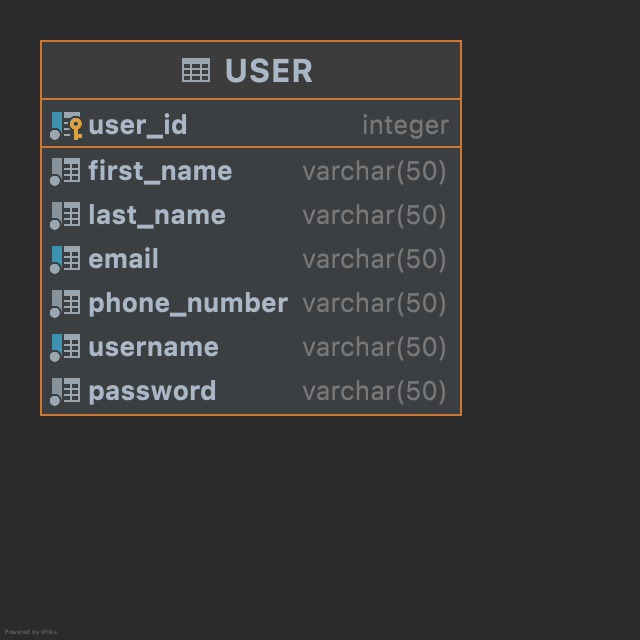 USER
user_id integer
first_name varchar(50)
last_name varchar(50)
email varchar(50)
phone_number varchar(50)
username varchar(50)
password varchar(50)
Powered by yFiles